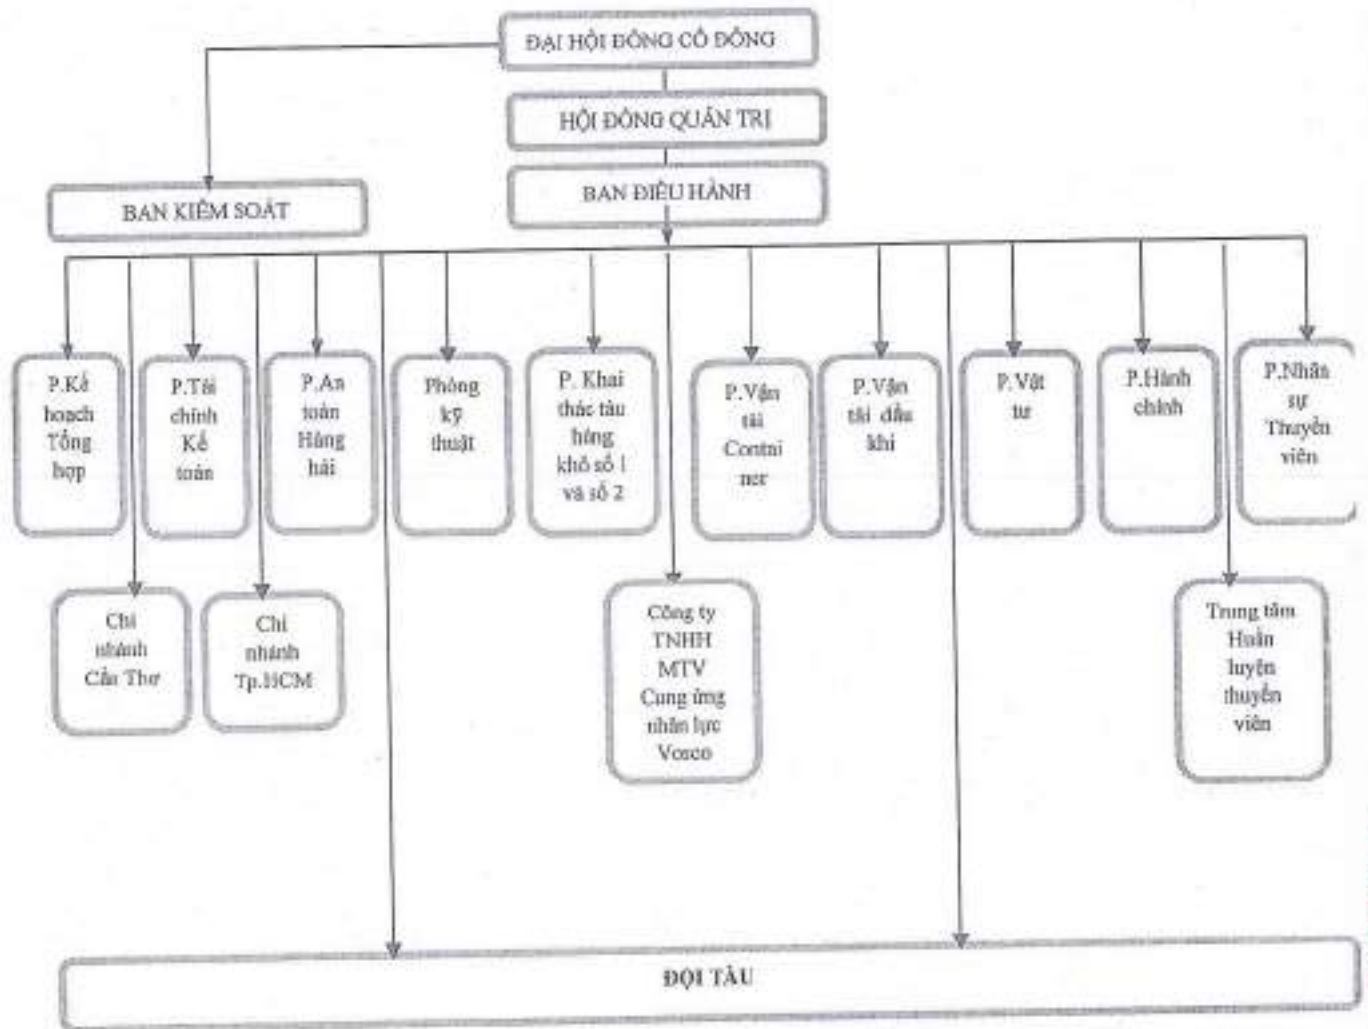 ĐẠI HỘI ĐỒNG CỔ ĐÔNG
HỘI ĐỒNG QUẢN TRỊ
BAN ĐIỀU HÀNH
BAN KIỂM SOÁT
P.Kế
hoạch
Tổng
hợp
P.Tài
chính
Kế
toán
P.An
toàn
Hàng
hải
Phòng
kỹ
thuật
P. Khai
thác tàu
hàng
khô số 1
và số 2
P.Vận
tải
Contai
ner
P.Vận
tải dầu
khí
P.Vật
tư
P.Hành
chính
P.Nhân
sự
Thuyền
viên
Chi
nhánh
Cần Thơ
Chi
nhánh
Tp.HCM
Công ty
TNHH
MTV
Cung ứng
nhân lực
Vosco
Trung tâm
Huấn
luyện
thuyền
viên
ĐỘI TÀU